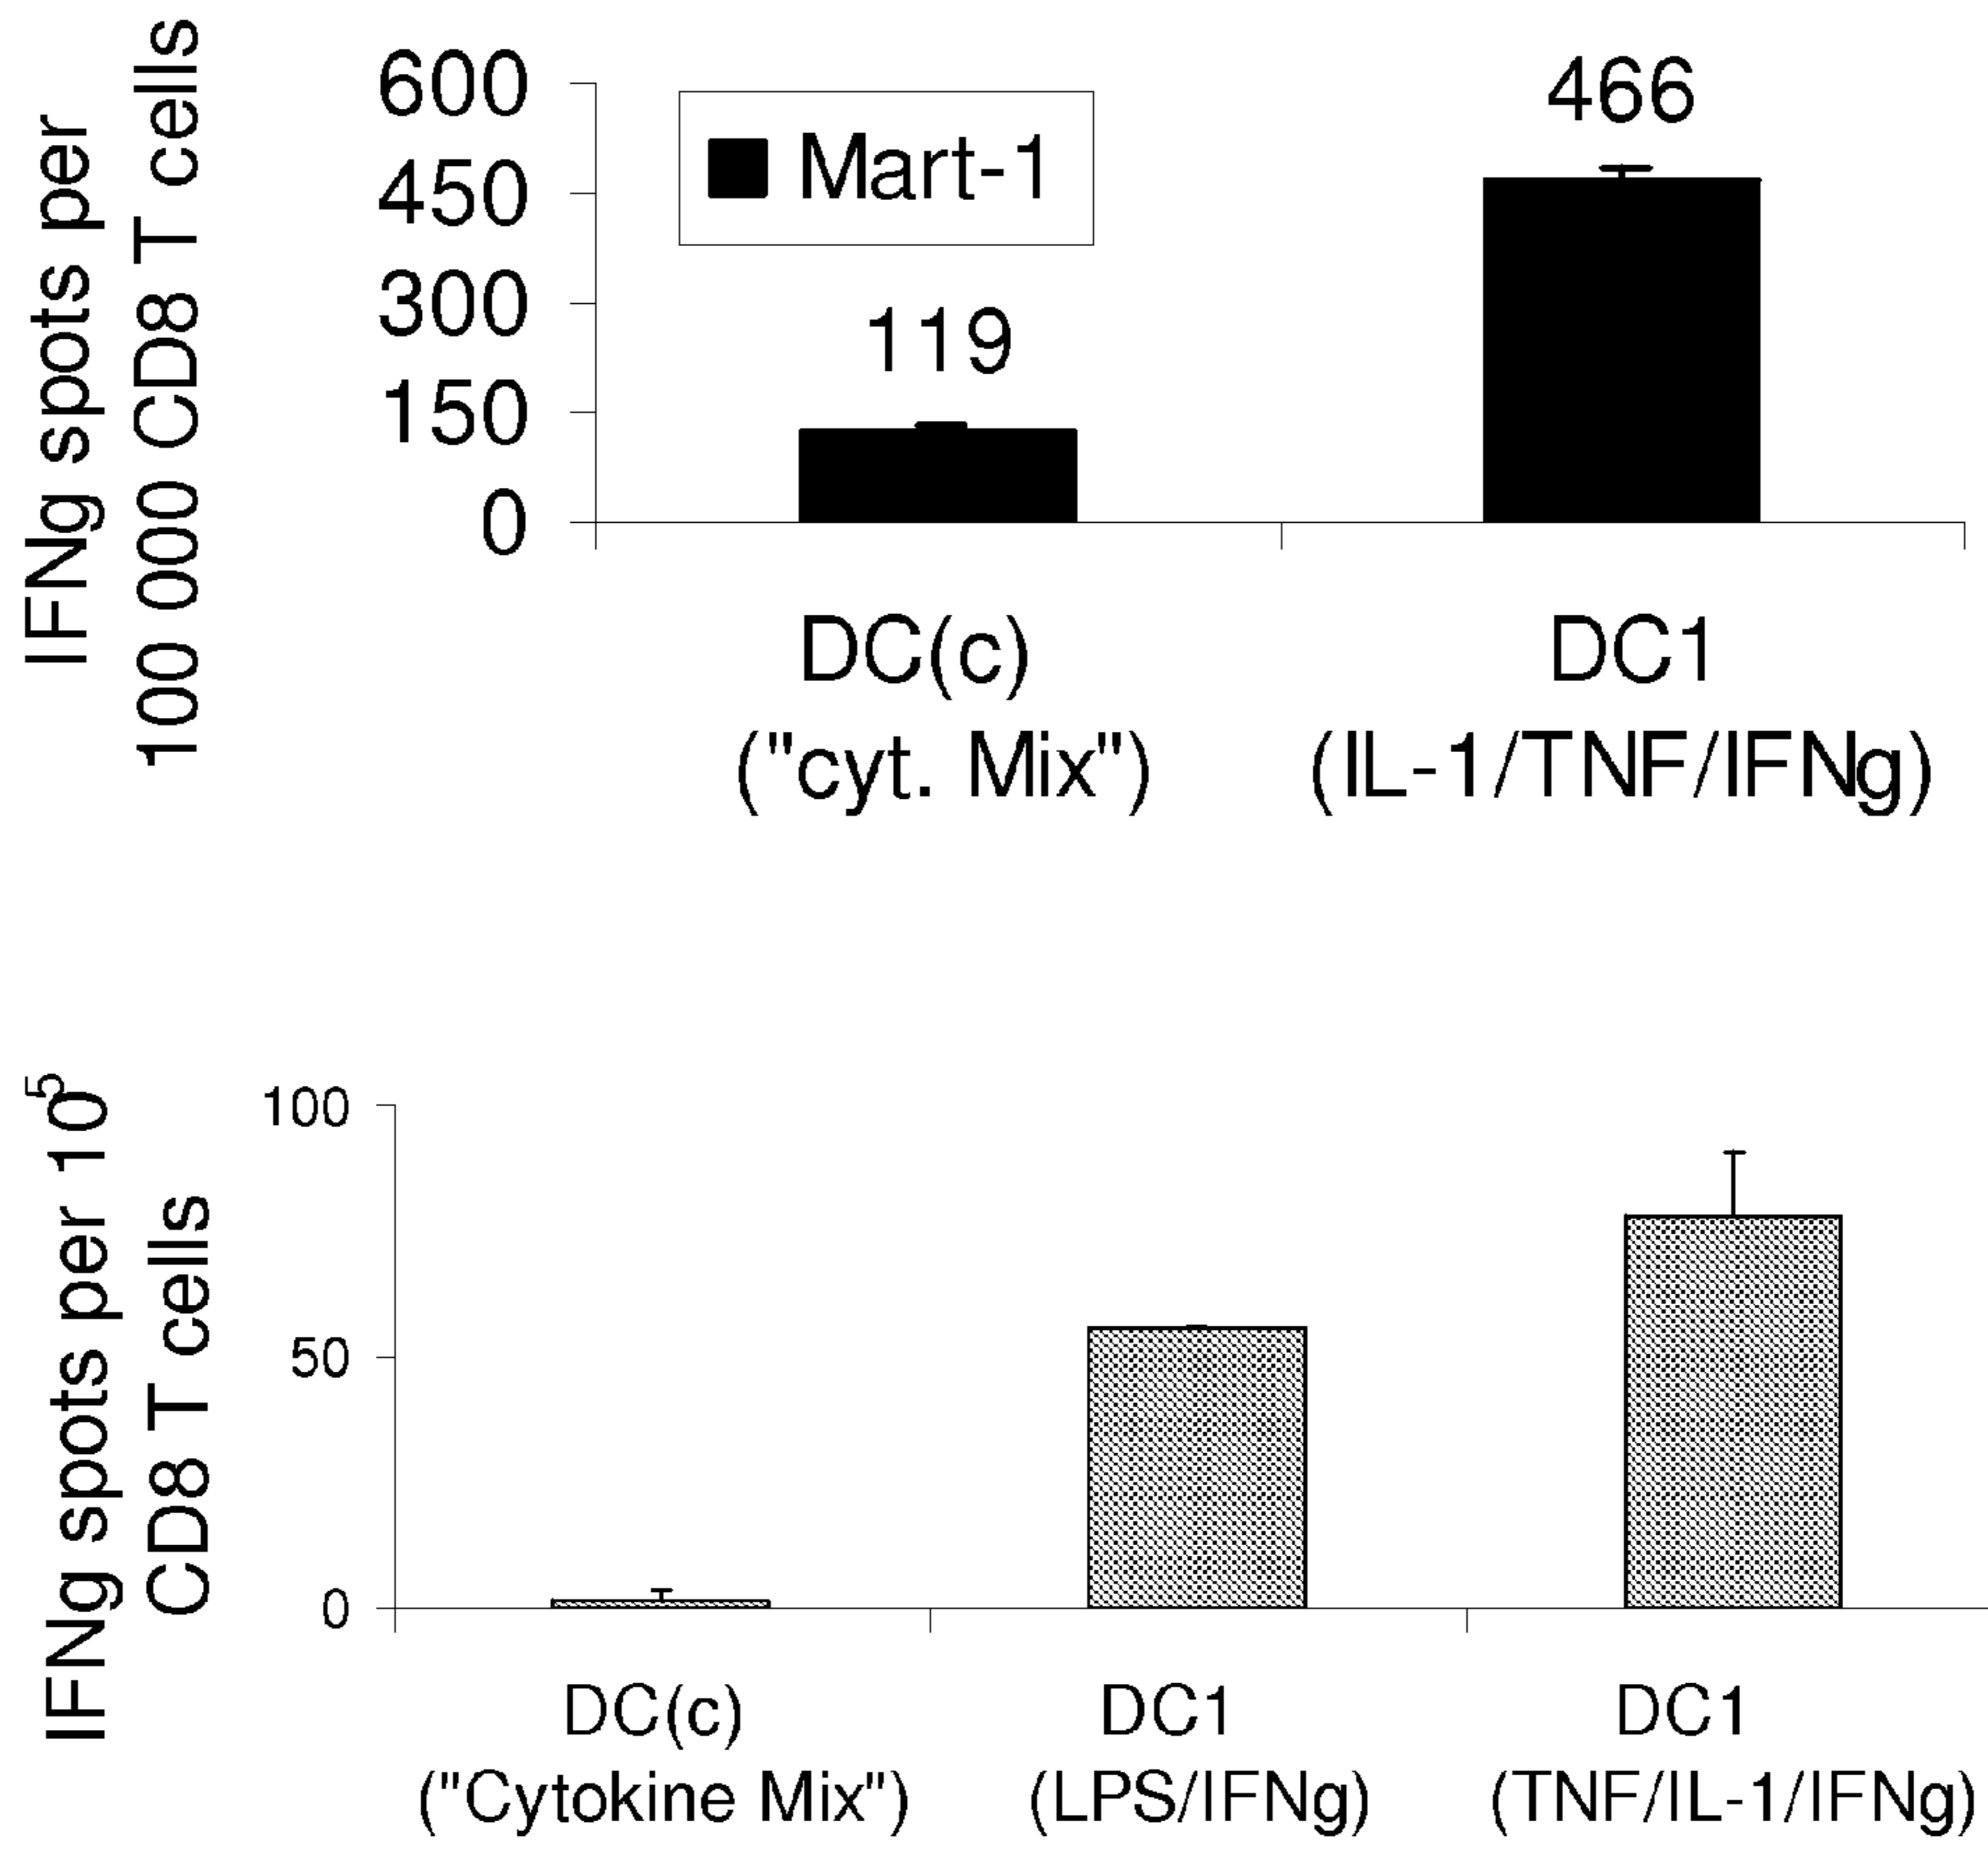 IFNg spots per
100 000 CD8 T cells
600
450
300
150
0
Mart-1
119
466
DC(c)
("cyt. Mix")
DC1
(IL-1/TNF/IFNg)
IFNg spots per 10⁵
CD8 T cells
100
50
0
DC(c)
("Cytokine Mix")
DC1
(LPS/IFNg)
DC1
(TNF/IL-1/IFNg)